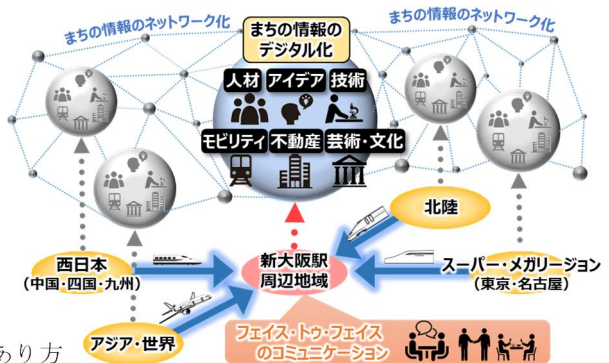 まちの情報のネットワーク化
まちの情報の
デジタル化
まちの情報のネットワーク化
人材 アイデア 技術
モビリティ 不動産 芸術・文化
北陸
西日本
（中国・四国・九州）
新大阪駅
周辺地域
スーパー・メガリージョン
（東京・名古屋）
アジア・世界
フェイス・トゥ・フェイス
のコミュニケーション
あり方